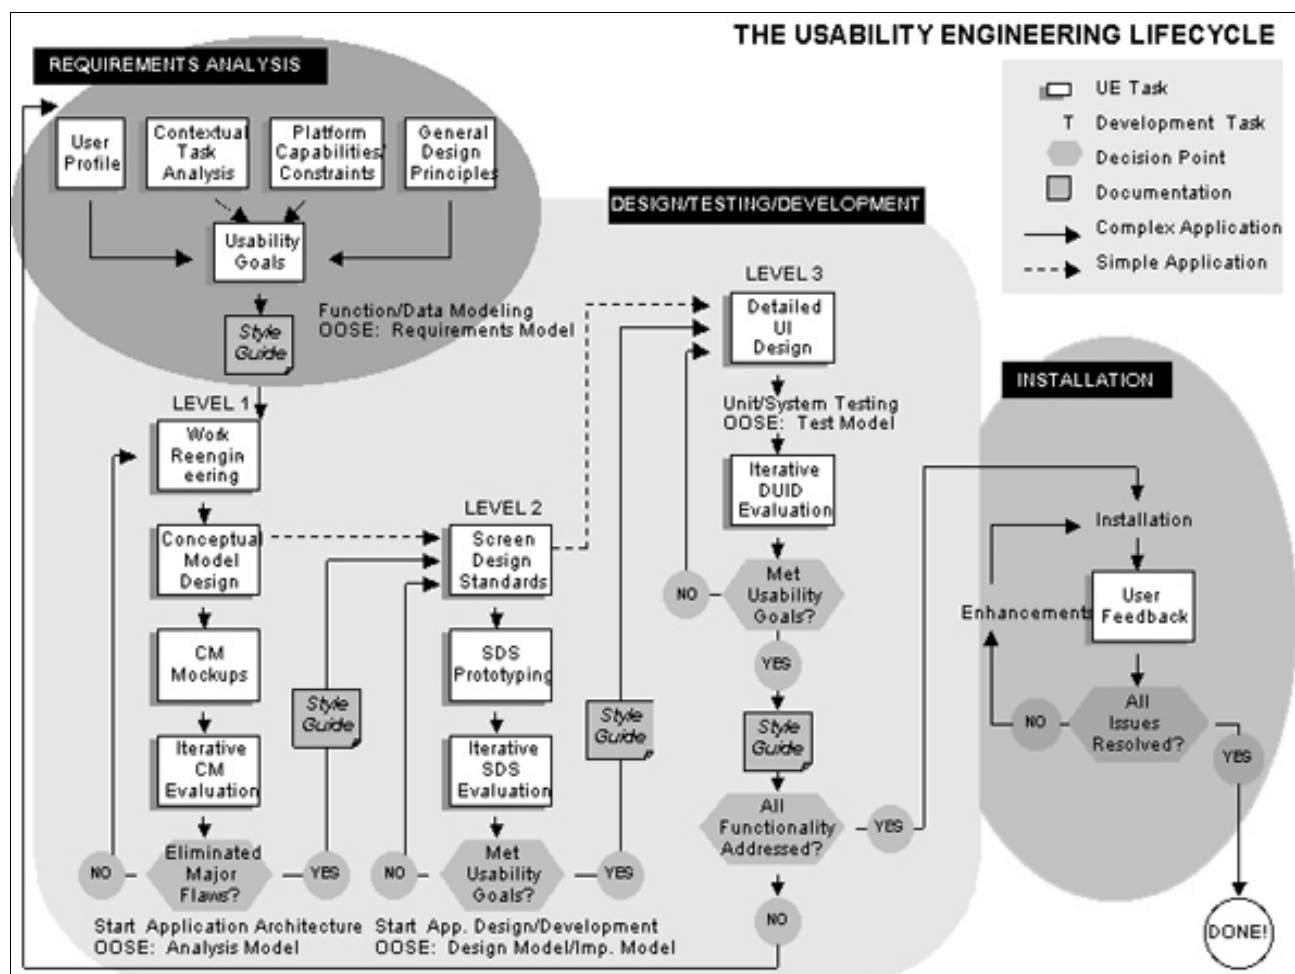 THE USABILITY ENGINEERING LIFECYCLE
REQUIREMENTS ANALYSIS
User
Profile
Contextual
Task
Analysis
Platform
Capabilities/
Constraints
General
Design
Principles
Usability
Goals
Style
Guide
Function/Data Modeling
OOSE: Requirements Model
UE Task
T Development Task
Decision Point
Documentation
Complex Application
Simple Application
DESIGN/TESTING/DEVELOPMENT
LEVEL 1
Work
Reengin
eering
Conceptual
Model
Design
CM
Mockups
Iterative
CM
Evaluation
Eliminated
Major
Flaws?
NO
YES
Style
Guide
Start Application Architecture
OOSE: Analysis Model
LEVEL 2
Screen
Design
Standards
SDS
Prototyping
Iterative
SDS
Evaluation
Met
Usability
Goals?
NO
YES
Style
Guide
Start App. Design/Development
OOSE: Design Model/Imp. Model
LEVEL 3
Detailed
UI
Design
Unit/System Testing
OOSE: Test Model
Iterative
DUID
Evaluation
Met
Usability
Goals?
NO
YES
Style
Guide
All
Functionality
Addressed?
YES
NO
INSTALLATION
Installation
User
Feedback
Enhancements
All
Issues
Resolved?
NO
YES
DONE!